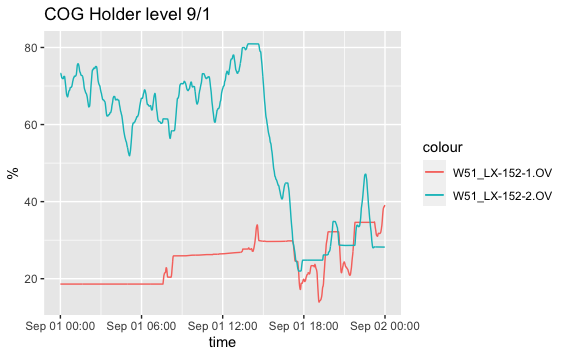 COG Holder level 9/1
80
60
40
20
%
Sep 01 00:00 Sep 01 06:00 Sep 01 12:00 Sep 01 18:00 Sep 02 00:00
time
colour
W51_LX-152-1.OV
W51_LX-152-2.OV